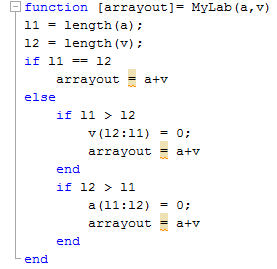 function [arrayout]= MyLab(a,v)
l1 = length(a);
l2 = length(v);
if l1 == l2
    arrayout = a+v
else
    if l1 > l2
        v(l2:l1) = 0;
        arrayout = a+v
    end
    if l2 > l1
        a(l1:l2) = 0;
        arrayout = a+v
    end
end